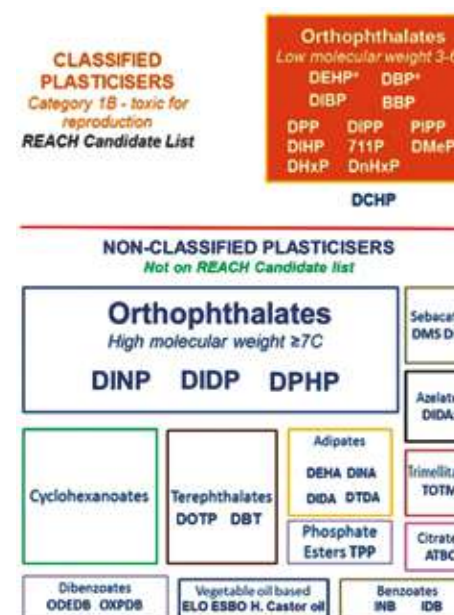 CLASSIFIED
PLASTICISERS
Category 1B - toxic for
reproduction
REACH Candidate List
Orthophthalates
Low molecular weight
DEHP* DBP*
DIBP BBP
DPP DiPP PIPP
DIHP 711P DMeP
DHxP DnHxP
DCHP
NON-CLASSIFIED PLASTICISERS
Not on REACH Candidate list
Orthophthalates
High molecular weight ≥7C
DINP DIDP DPHP
DMS
Cyclohexanoates
Terephthalates
DOTP DBT
Adipates
DEHA DINA
DIDA DTDA
Phosphate
Esters TPP
TOTM
Dibenzoates
ODEDB OXPDB
Vegetable oil based
ELO ESBO H. Castor oil
Benzoates
INB IDB